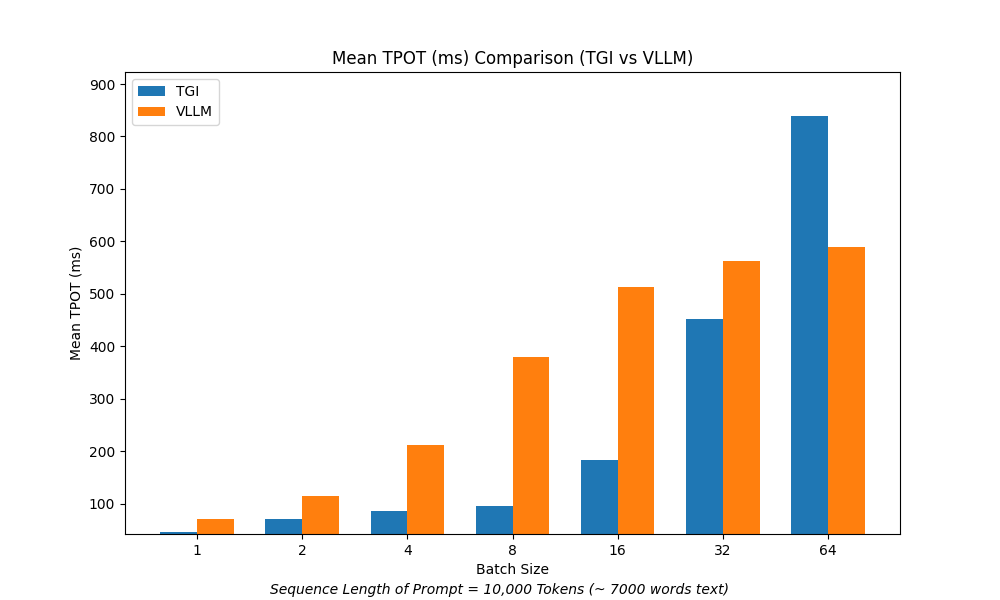 Mean TPOT (ms) Comparison (TGI vs VLLM)
TGI
VLLM
Mean TPOT (ms)
900
800
700
600
500
400
300
200
100
1 2 4 8 16 32 64
Batch Size
Sequence Length of Prompt = 10,000 Tokens (~ 7000 words text)